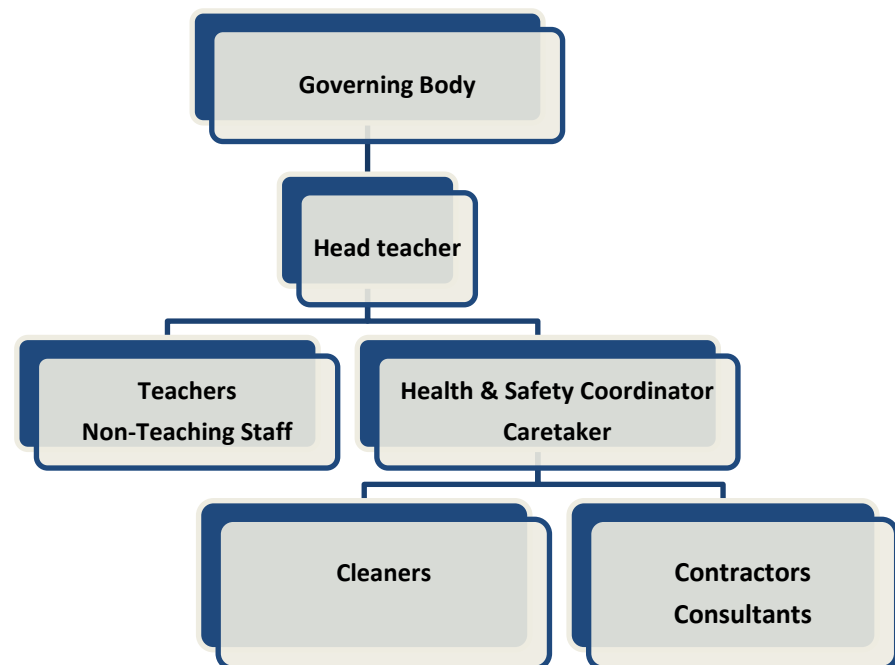 Governing Body
Head teacher
Teachers
Non-Teaching Staff
Health & Safety Coordinator
Caretaker
Cleaners
Contractors
Consultants